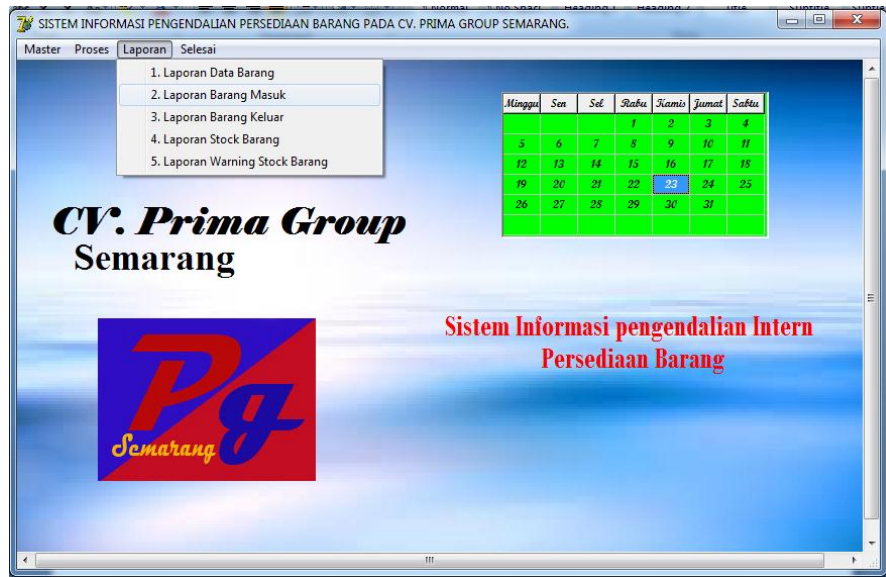 SISTEM INFORMASI PENGENDALIAN PERSEDIAAN BARANG PADA CV. PRIMA GROUP SEMARANG.
Master Proses Laporan Selesai
1. Laporan Data Barang
2. Laporan Barang Masuk
3. Laporan Barang Keluar
4. Laporan Stock Barang
5. Laporan Warning Stock Barang
Minggu Sen Sel Rabu Kamis Jumat Sabtu
1 2 3 4
5 6 7 8 9 10 11
12 13 14 15 16 17 18
19 20 21 22 23 24 25
26 27 28 29 30 31
CV. Prima Group
Semarang
Sistem Informasi pengendalian Intern
Persediaan Barang
Pg
Semarang